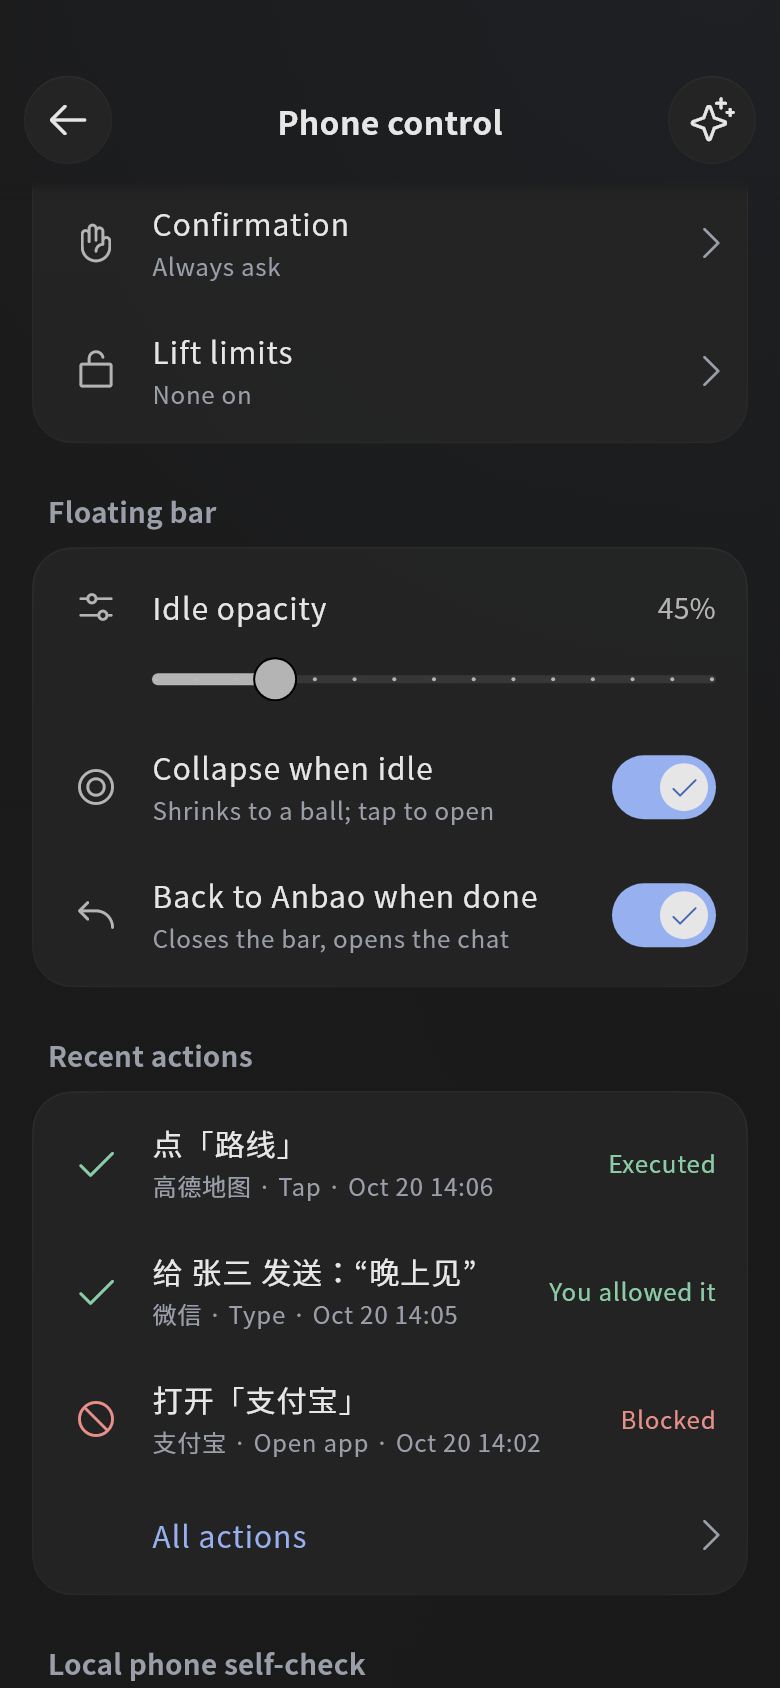 Phone control
Confirmation
Always ask
Lift limits
None on
Floating bar
Idle opacity
45%
Collapse when idle
Shrinks to a ball; tap to open
Back to Anbao when done
Closes the bar, opens the chat
Recent actions
点「路线」
高德地图 · Tap · Oct 20 14:06
Executed
给 张三 发送：“晚上见”
微信 · Type · Oct 20 14:05
You allowed it
打开「支付宝」
支付宝 · Open app · Oct 20 14:02
Blocked
All actions
Local phone self-check